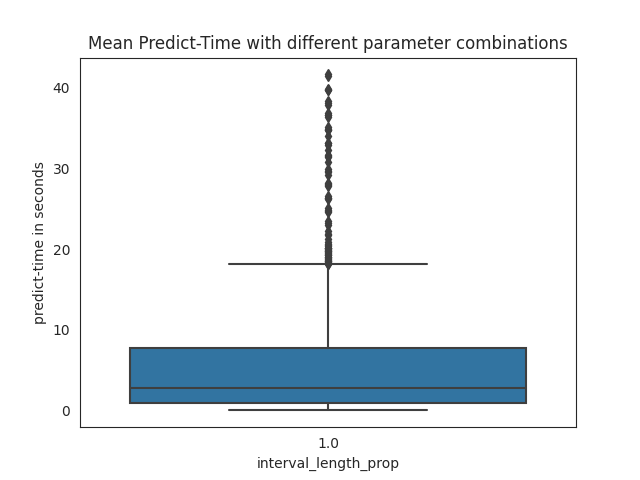 Mean Predict-Time with different parameter combinations
40
30
20
10
0
predict-time in seconds
1.0
interval_length_prop